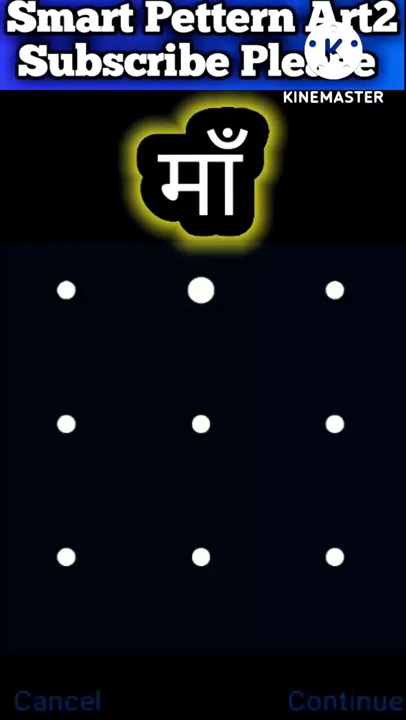 Smart Pettern Art2
Subscribe Please
K
KINEMASTER
माँ
Cancel
Continue